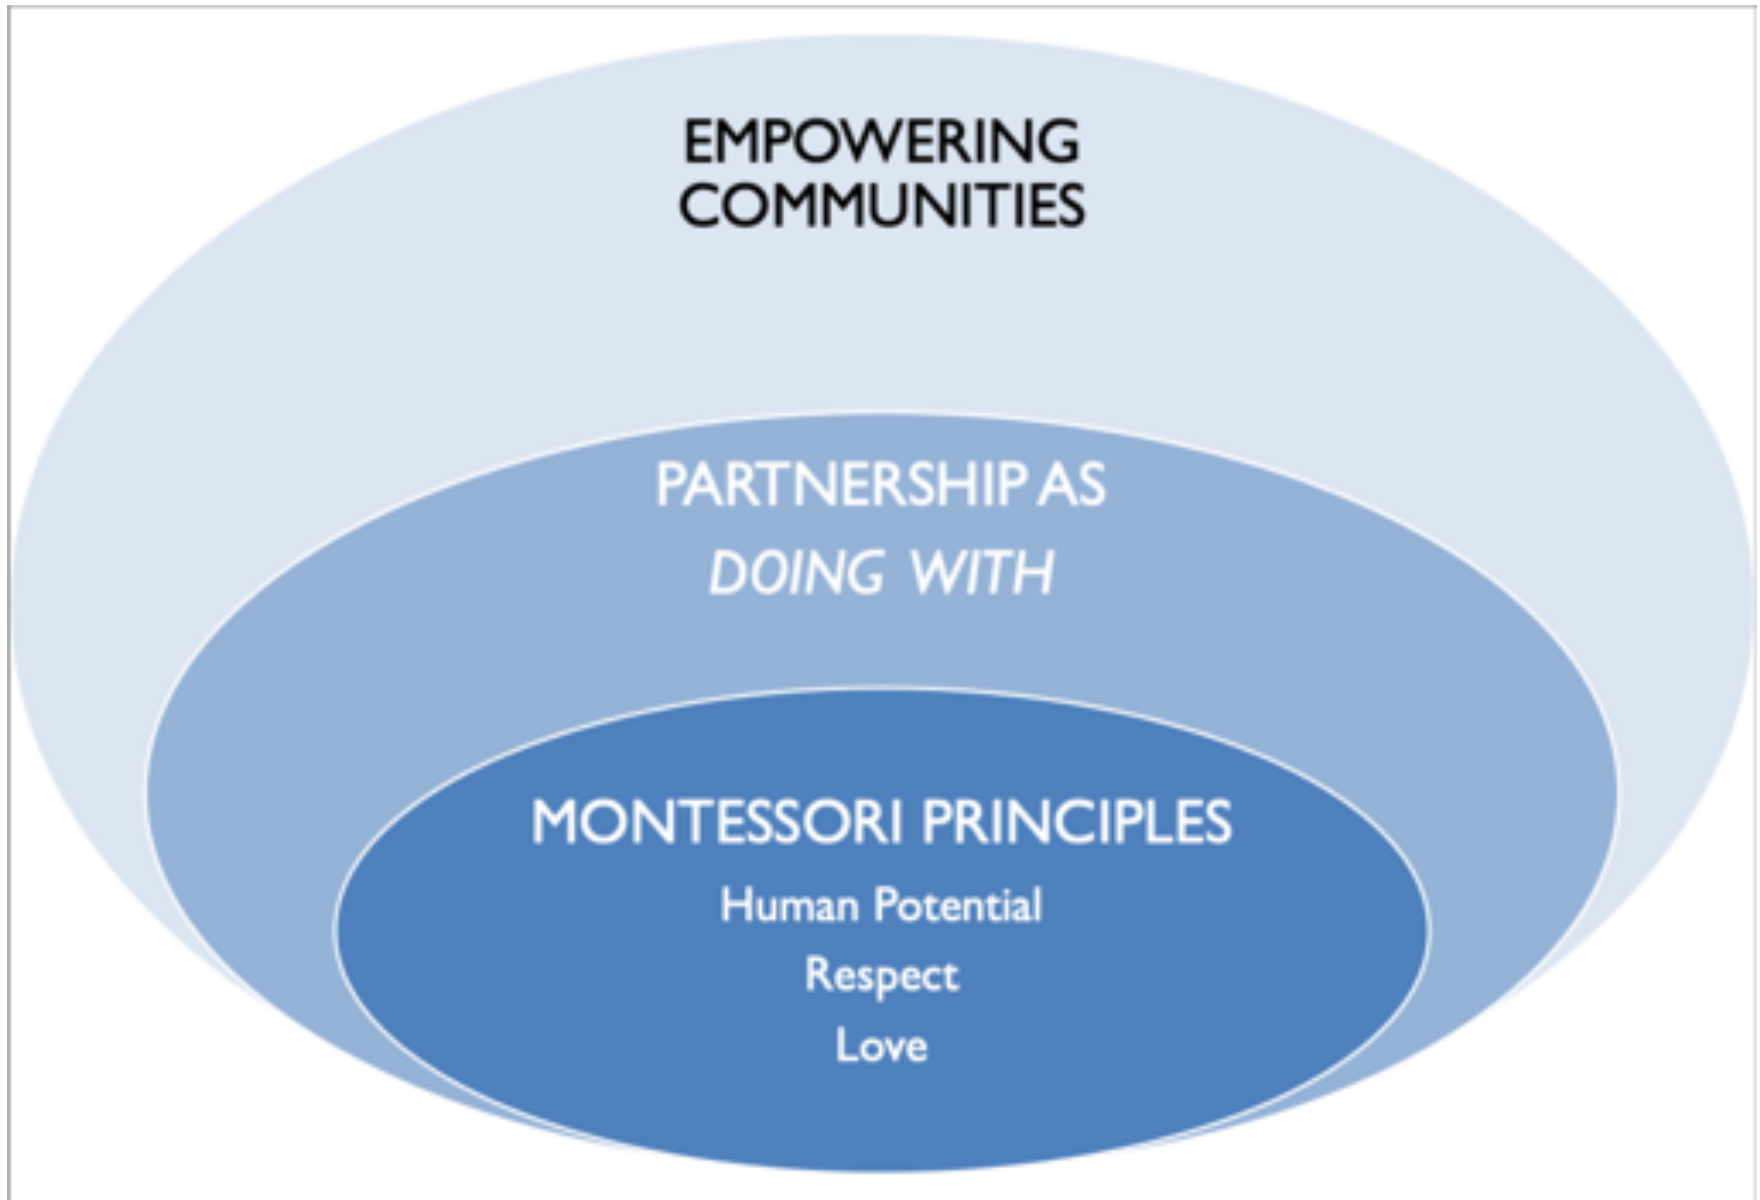 EMPOWERING
COMMUNITIES
PARTNERSHIP AS
DOING WITH
MONTESSORI PRINCIPLES
Human Potential
Respect
Love